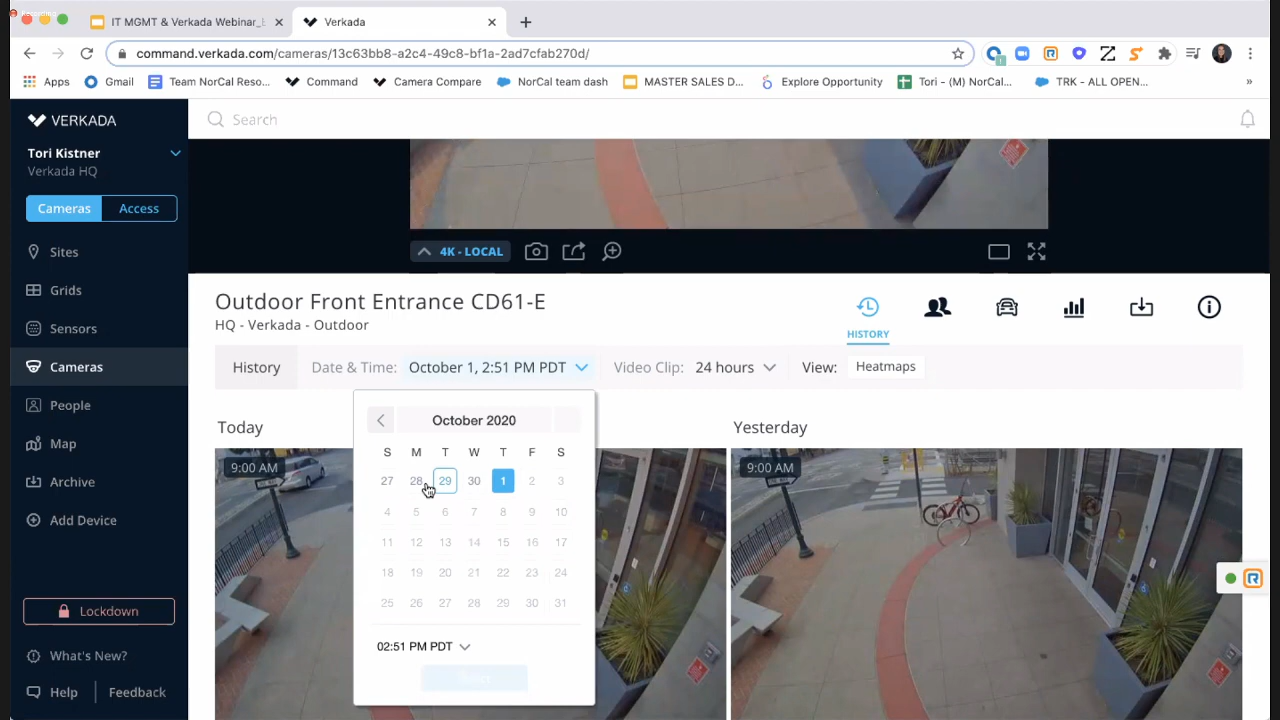 Recording
IT MGMT & Verkada Webinar_
Verkada
command.verkada.com/cameras/13c63bb8-a2c4-49c8-bf1a-2ad7cfab270d/
Apps
Gmail
Team NorCal Reso...
Command
Camera Compare
NorCal team dash
MASTER SALES D...
Explore Opportunity
Tori - (M) NorCal...
TRK - ALL OPEN...
»
VERKADA
Search
Tori Kistner
Verkada HQ
Cameras Access
Sites
Grids
Sensors
Cameras
People
Map
Archive
Add Device
Lockdown
What's New?
Help Feedback
4K - LOCAL
Outdoor Front Entrance CD61-E
HQ - Verkada - Outdoor
HISTORY
History Date & Time: October 1, 2:51 PM PDT Video Clip: 24 hours View: Heatmaps
October 2020
S M T W T F S
27 28 29 30 1 2 3
4 5 6 7 8 9 10
11 12 13 14 15 16 17
18 19 20 21 22 23 24
25 26 27 28 29 30 31
02:51 PM PDT
Today
9:00 AM
Yesterday
9:00 AM